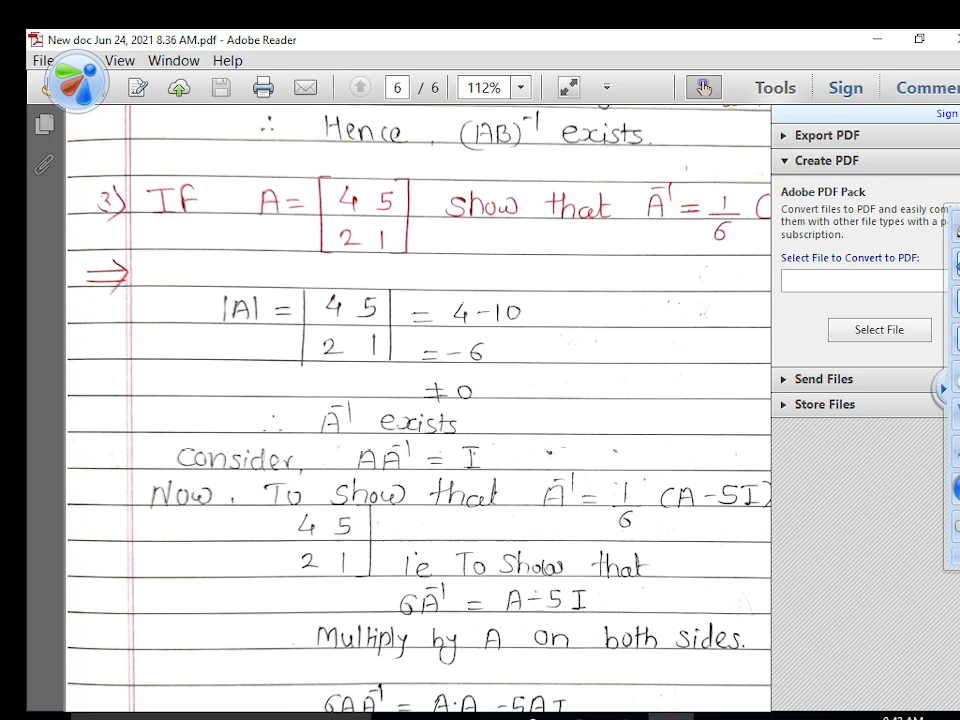 New doc Jun 24, 2021 8.36 AM.pdf - Adobe Reader
File View Window Help
6 / 6 112% Tools Sign Commen
Sign
∴ Hence, (AB)⁻¹ exists.
3) If A = [4 5 show that A⁻¹ = 1/6 (
2 1]
⇒
|A| = | 4 5 | = 4 - 10
| 2 1 | = -6
≠ 0
∴ A⁻¹ exists
Consider, AA⁻¹ = I
Now, To show that A⁻¹ = 1/6 (A - 5I)
4 5
2 1 i.e To show that
6A⁻¹ = A - 5I
Multiply by A on both sides.
6AA⁻¹ = A·A - 5AI
Export PDF
Create PDF
Adobe PDF Pack
Convert files to PDF and easily com
them with other file types with a p
subscription.
Select File to Convert to PDF:
Select File
Send Files
Store Files